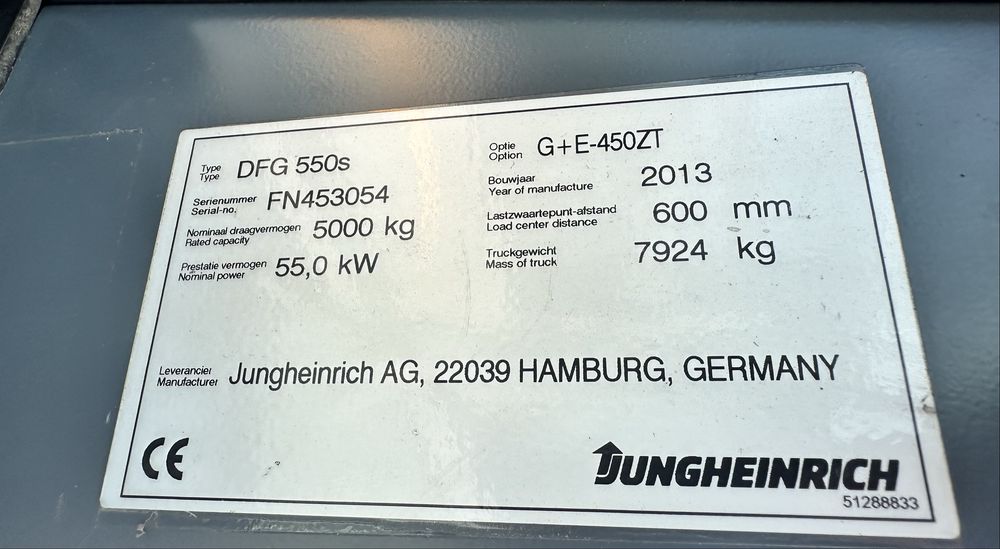 Type
Type DFG 550s
Optie
Option G+E-450ZT
Serienummer
Serial-no. FN453054
Bouwjaar
Year of manufacture 2013
Nominaal draagvermogen
Rated capacity 5000 kg
Lastzwaartepunt-afstand
Load center distance 600 mm
Prestatie vermogen
Nominal power 55,0 kW
Truckgewicht
Mass of truck 7924 kg
Leverancier
Manufacturer Jungheinrich AG, 22039 HAMBURG, GERMANY
CE
JUNGHEINRICH
51288833